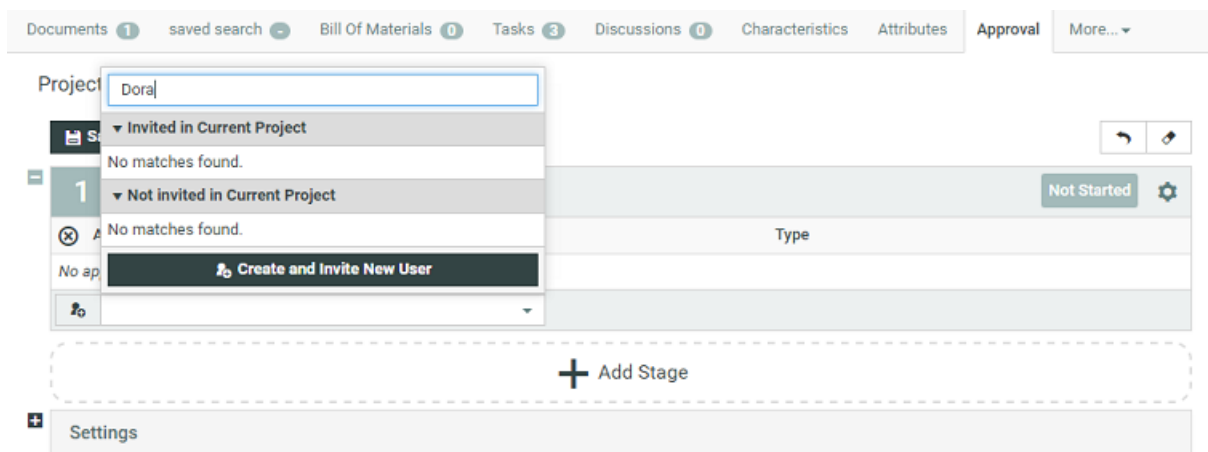 Documents 1 saved search - Bill Of Materials 0 Tasks 3 Discussions 0 Characteristics Attributes Approval More...
Project
Dora
Invited in Current Project
No matches found.
Not invited in Current Project
No matches found.
Create and Invite New User
1
Not Started
Type
No ap
Add Stage
Settings